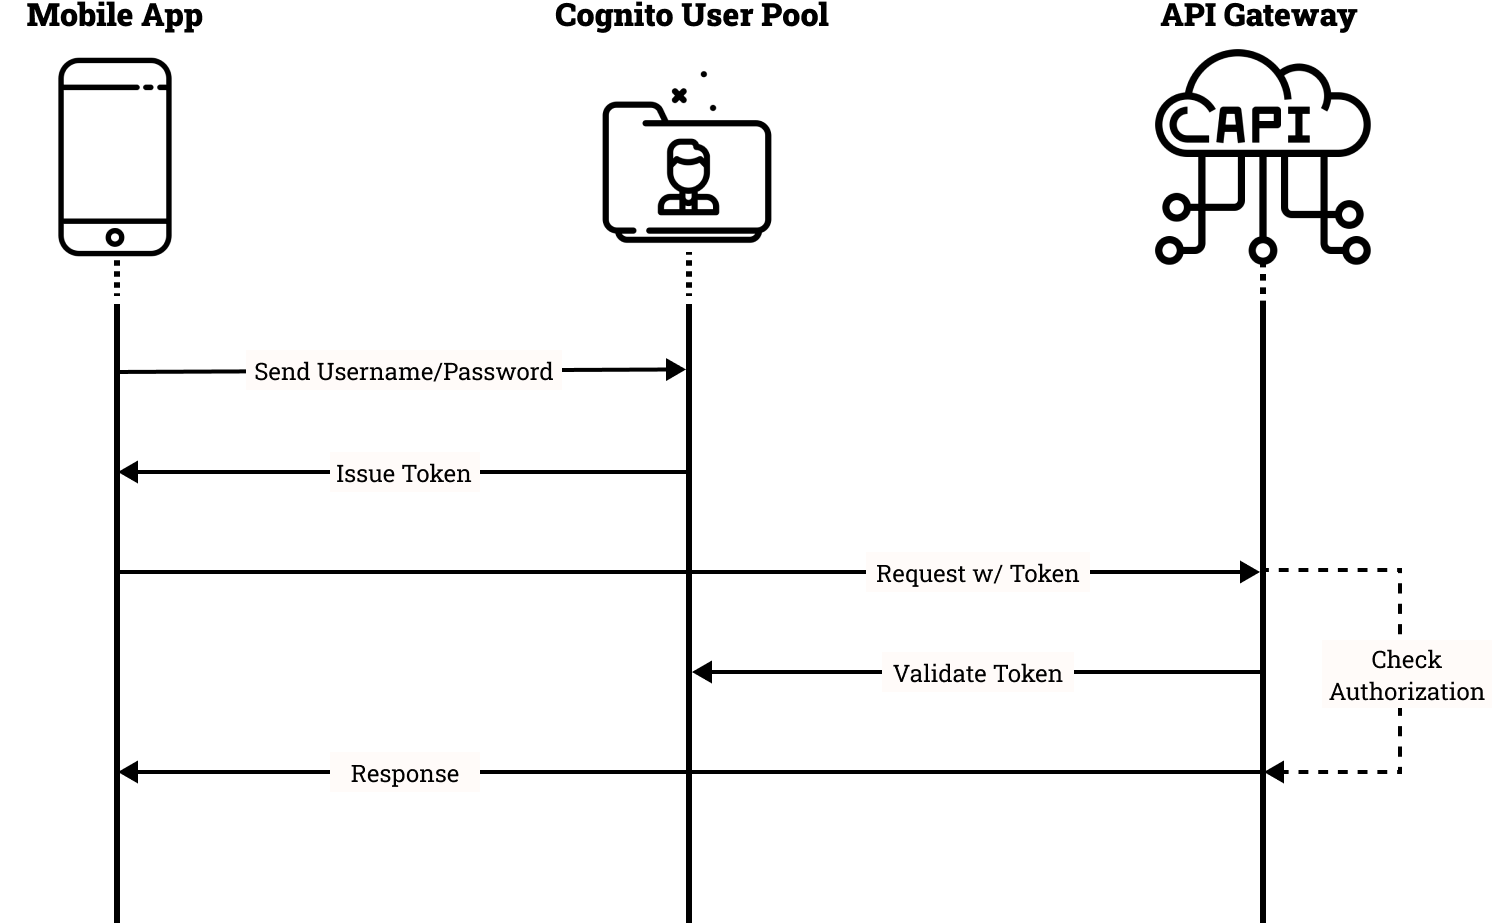 Mobile App
Cognito User Pool
API Gateway
API
Send Username/Password
Issue Token
Request w/ Token
Validate Token
Check
Authorization
Response